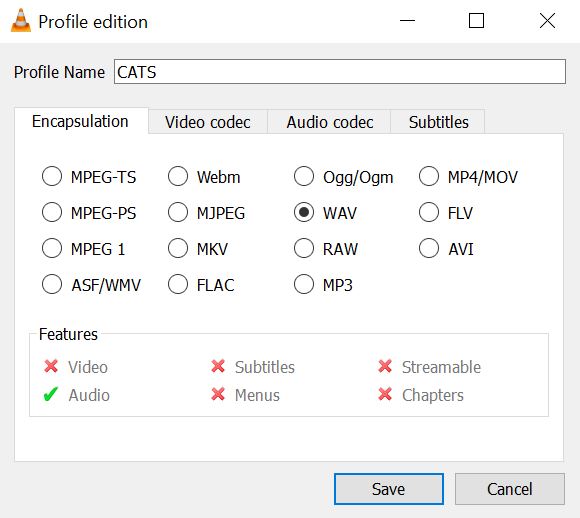 Profile edition
Profile Name CATS
Encapsulation Video codec Audio codec Subtitles
MPEG-TS Webm Ogg/Ogm MP4/MOV
MPEG-PS MJPEG WAV FLV
MPEG 1 MKV RAW AVI
ASF/WMV FLAC MP3
Features
Video Subtitles Streamable
Audio Menus Chapters
Save Cancel